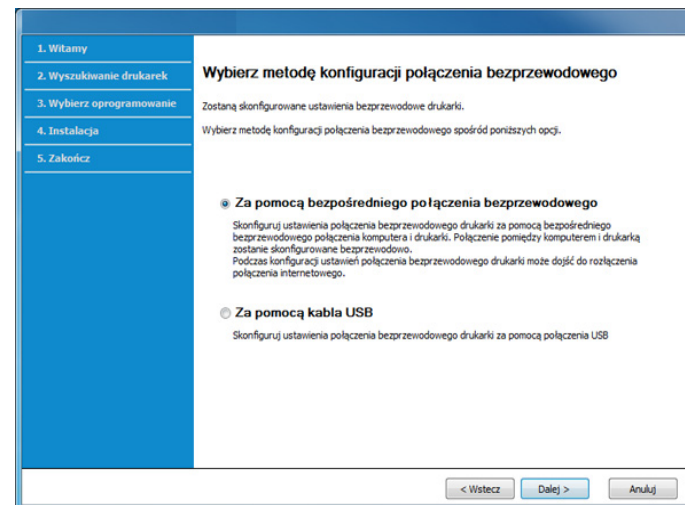 1. Witamy
2. Wyszukiwanie drukarek
3. Wybierz oprogramowanie
4. Instalacja
5. Zakończ
Wybierz metodę konfiguracji połączenia bezprzewodowego
Zostaną skonfigurowane ustawienia bezprzewodowe drukarki.
Wybierz metodę konfiguracji połączenia bezprzewodowego spośród poniższych opcji.
Za pomocą bezpośredniego połączenia bezprzewodowego
Skonfiguruj ustawienia połączenia bezprzewodowego drukarki za pomocą bezpośredniego
bezprzewodowego połączenia komputera i drukarki. Połączenie pomiędzy komputerem i drukarką
zostanie skonfigurowane bezprzewodowo.
Podczas konfiguracji ustawień połączenia bezprzewodowego drukarki może dojść do rozłączenia
połączenia internetowego.
Za pomocą kabla USB
Skonfiguruj ustawienia połączenia bezprzewodowego drukarki za pomocą połączenia USB
< Wstecz Dalej > Anuluj